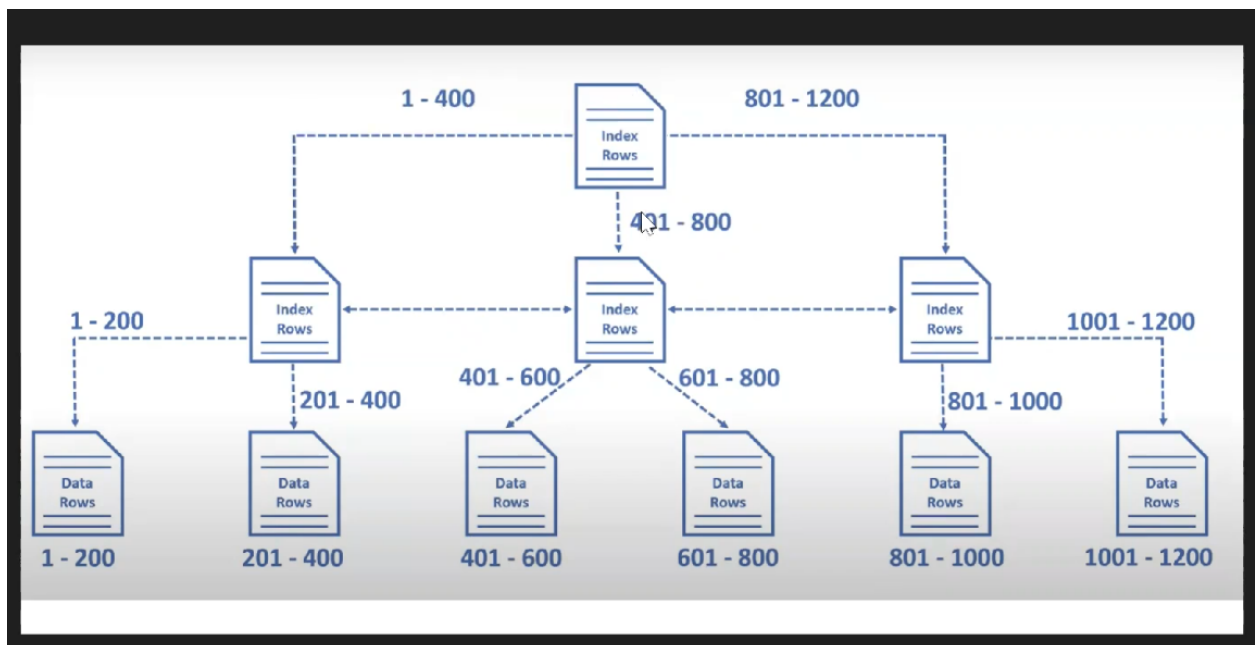 1 - 400
801 - 1200
Index
Rows
401 - 800
Index
Rows
Index
Rows
Index
Rows
1 - 200
1001 - 1200
401 - 600
601 - 800
201 - 400
801 - 1000
Data
Rows
Data
Rows
Data
Rows
Data
Rows
Data
Rows
Data
Rows
1 - 200
201 - 400
401 - 600
601 - 800
801 - 1000
1001 - 1200